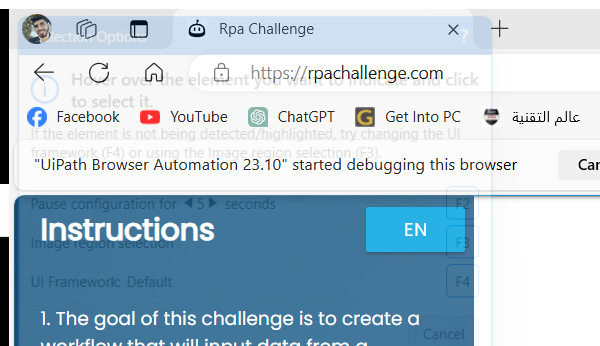 Rpa Challenge
Selection Options
?
https://rpachallenge.com
Hover over the element you want to indicate and click
to select it.
Facebook YouTube ChatGPT Get Into PC عالم التقنية
If the element is not being detected/highlighted, try changing the UI
framework (F4) or using the Image region selection (F3).
"UiPath Browser Automation 23.10" started debugging this browser
Pause configuration for 5 seconds F2
Instructions
EN
Image region selection F3
UI Framework: Default F4
1. The goal of this challenge is to create a
Cancel
workflow that will input data from a